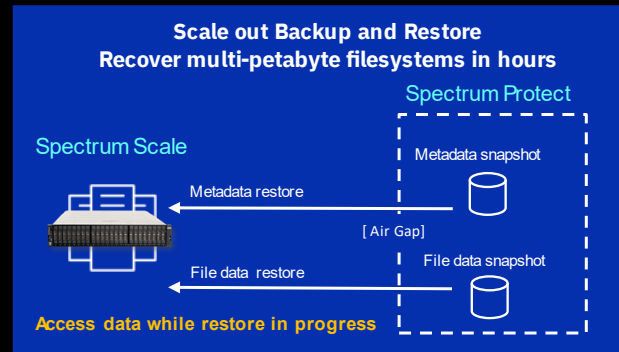 Scale out Backup and Restore
Recover multi-petabyte filesystems in hours
Spectrum Protect
Spectrum Scale
Metadata snapshot
Metadata restore
[ Air Gap]
File data snapshot
File data restore
Access data while restore in progress